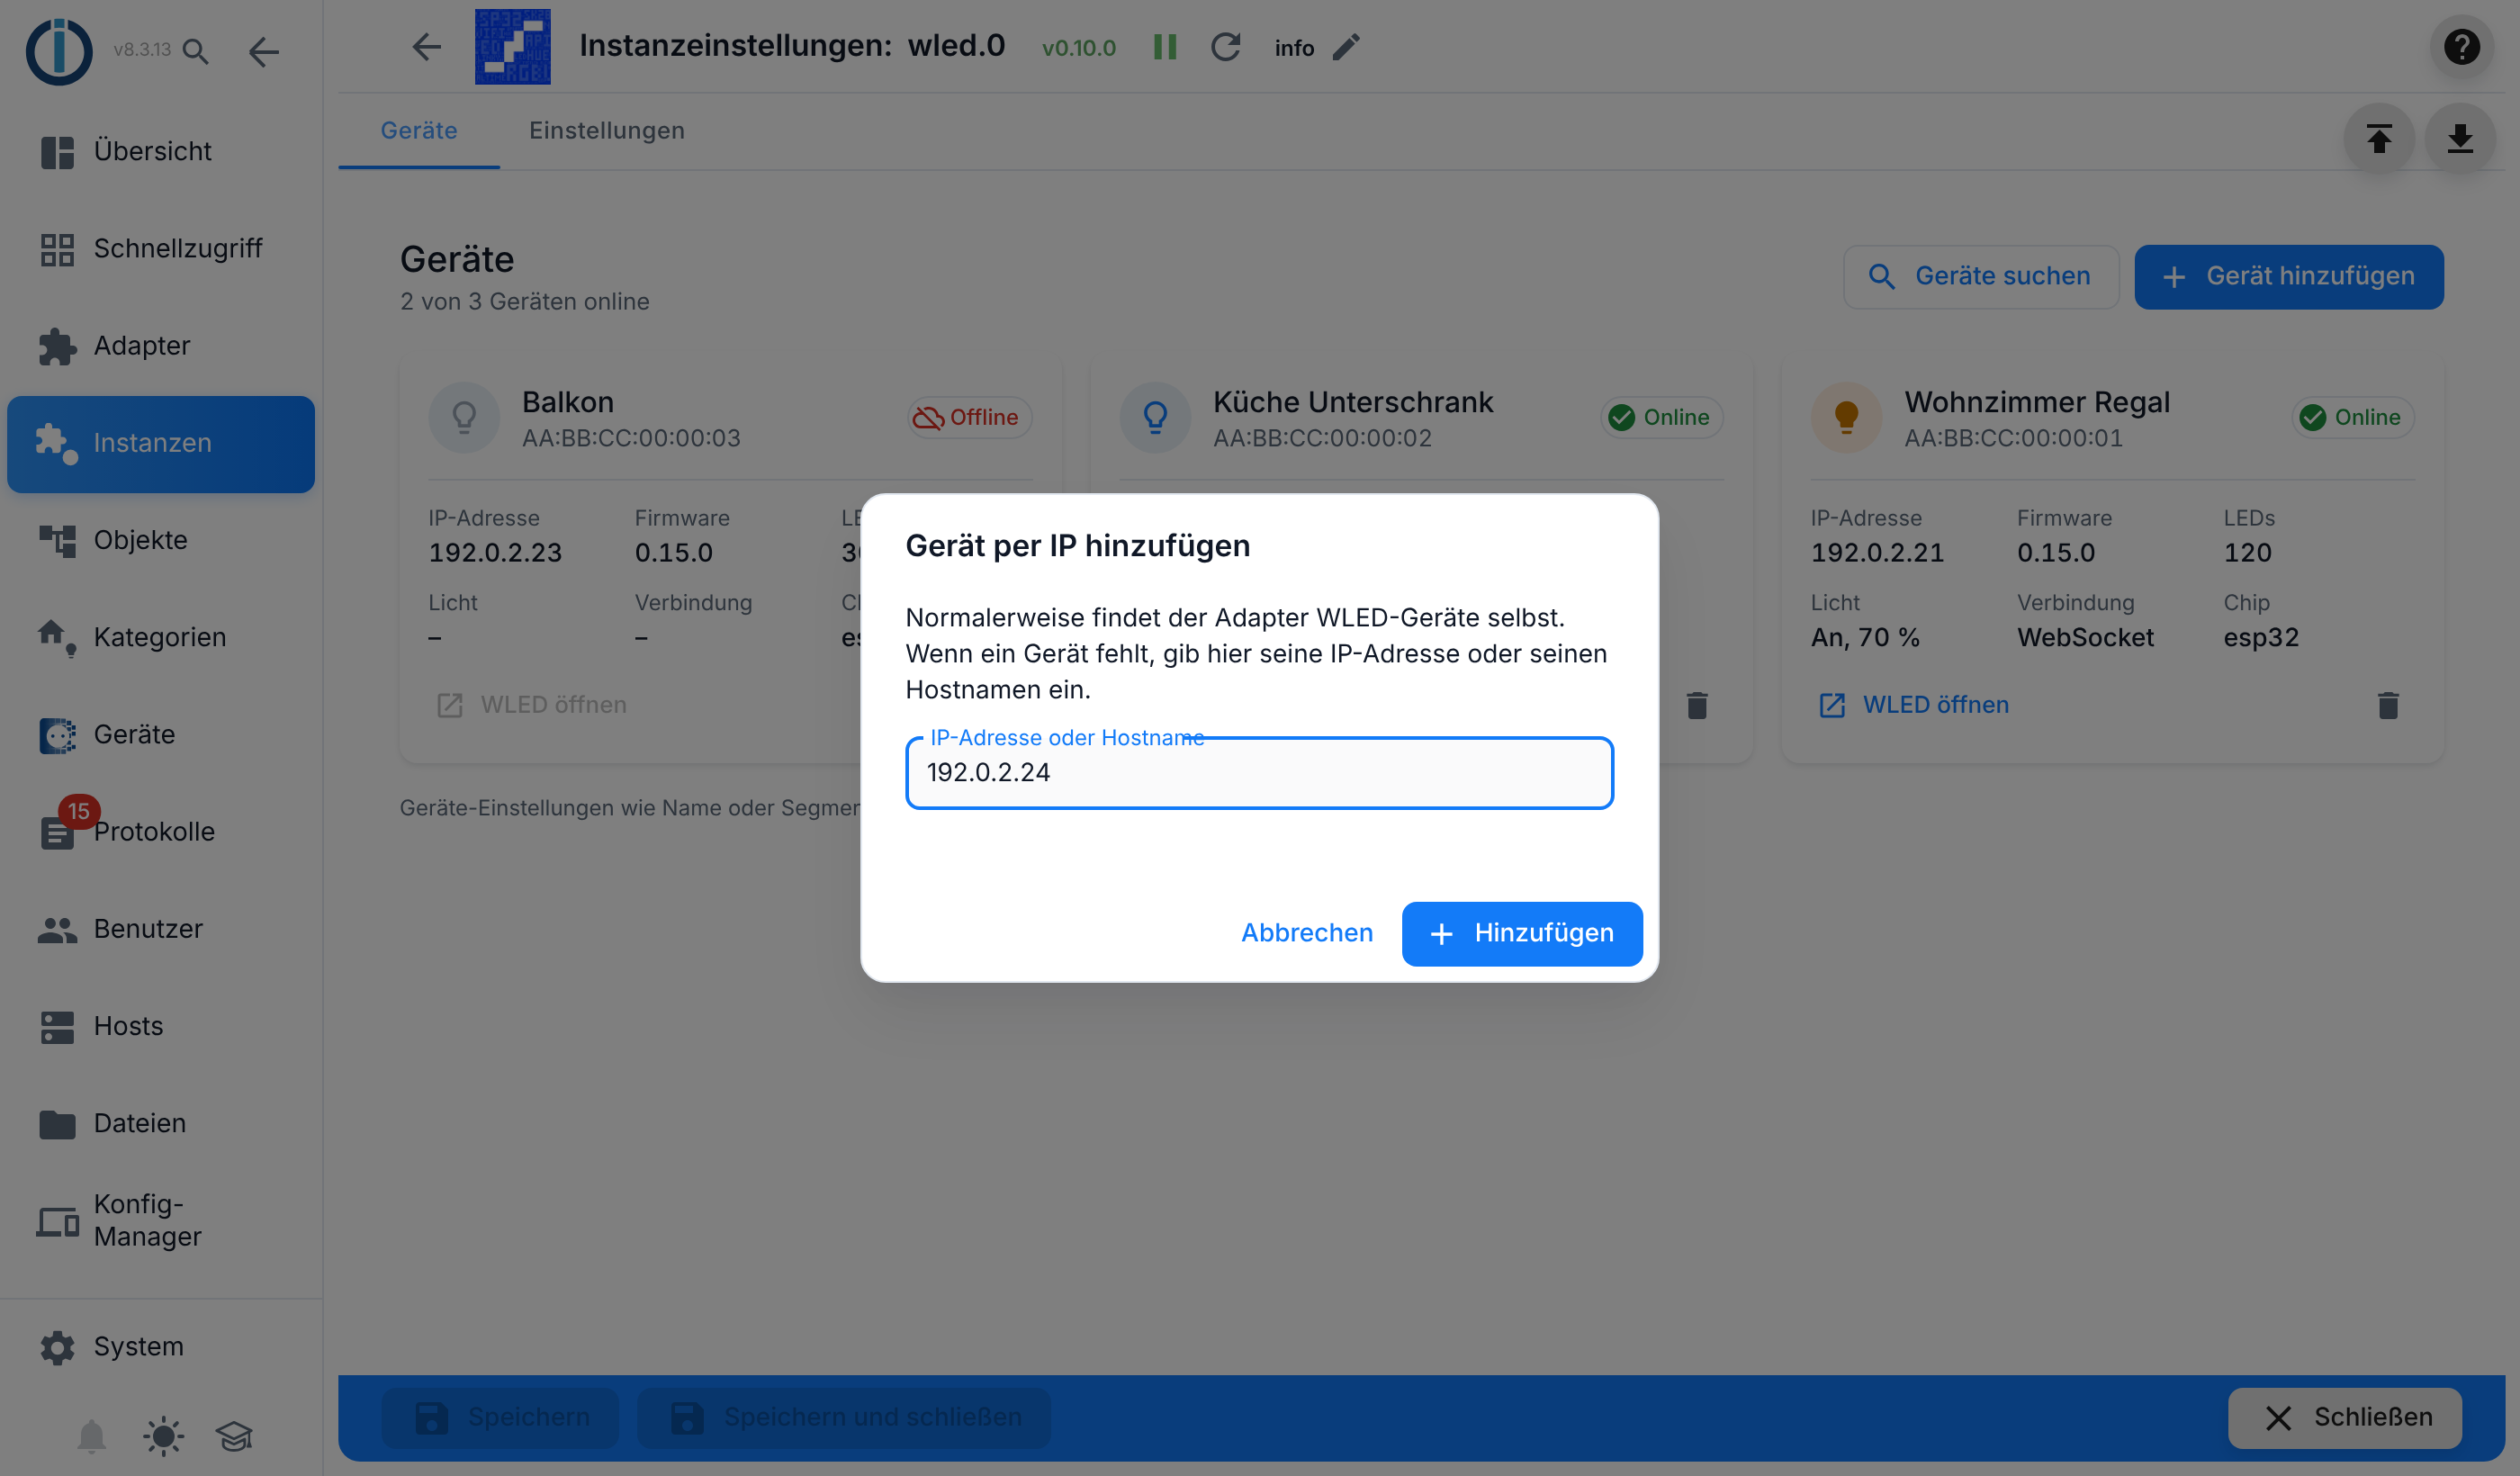 v8.3.13
Instanzeinstellungen: wled.0
v0.10.0
info
Geräte
Einstellungen
Übersicht
Schnellzugriff
Adapter
Instanzen
Objekte
Kategorien
Geräte
15
Protokolle
Benutzer
Hosts
Dateien
Konfig-
Manager
System
Geräte
2 von 3 Geräten online
Geräte suchen
Gerät hinzufügen
Balkon
AA:BB:CC:00:00:03
Offline
IP-Adresse
Firmware
192.0.2.23
0.15.0
Licht
Verbindung
–
–
WLED öffnen
Küche Unterschrank
AA:BB:CC:00:00:02
Online
Wohnzimmer Regal
AA:BB:CC:00:00:01
Online
IP-Adresse
Firmware
LEDs
192.0.2.21
0.15.0
120
Licht
Verbindung
Chip
An, 70 %
WebSocket
esp32
WLED öffnen
Geräte-Einstellungen wie Name oder
Gerät per IP hinzufügen
Normalerweise findet der Adapter WLED-Geräte selbst.
Wenn ein Gerät fehlt, gib hier seine IP-Adresse oder seinen
Hostnamen ein.
IP-Adresse oder Hostname
192.0.2.24
Abbrechen
Hinzufügen
Speichern
Speichern und schließen
Schließen